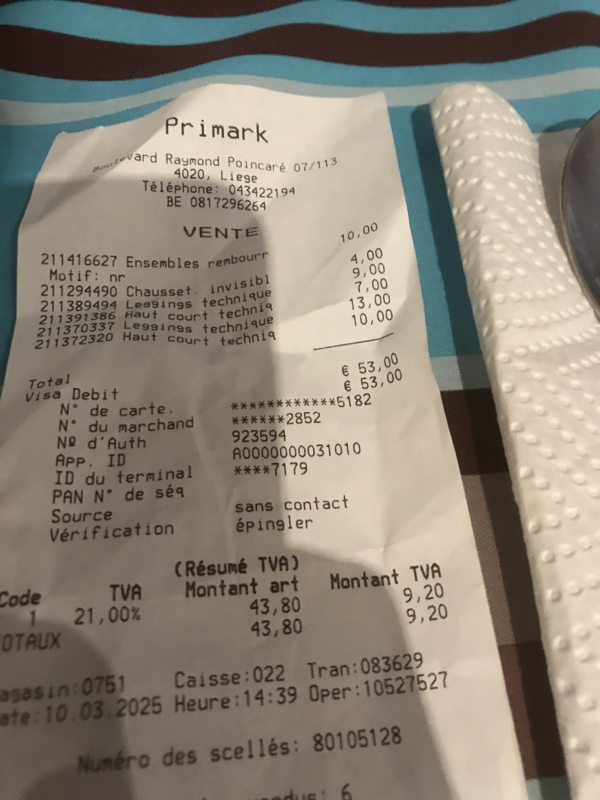 Primark
Boulevard Raymond Poincaré 07/113
4020, Liege
Téléphone: 043422194
BE 0817296264
VENTE
211416627 Ensembles rembourr 10,00
Motif: nr
211294490 Chausset. invisibl 4,00
211389494 Leggings technique 9,00
211391386 Haut court techniq 7,00
211370337 Leggings technique 13,00
211372320 Haut court techniq 10,00
Total € 53,00
Visa Debit € 53,00
N° de carte. ************5182
N° du marchand ******2852
Nº d'Auth 923594
App. ID A0000000031010
ID du terminal ****7179
PAN N° de séq
Source sans contact
Vérification épingler
(Résumé TVA)
Code TVA Montant art Montant TVA
1 21,00% 43,80 9,20
OTAUX 43,80 9,20
agasin:0751 Caisse:022 Tran:083629
ate:10.03.2025 Heure:14:39 Oper:10527527
Numéro des scellés: 80105128
6